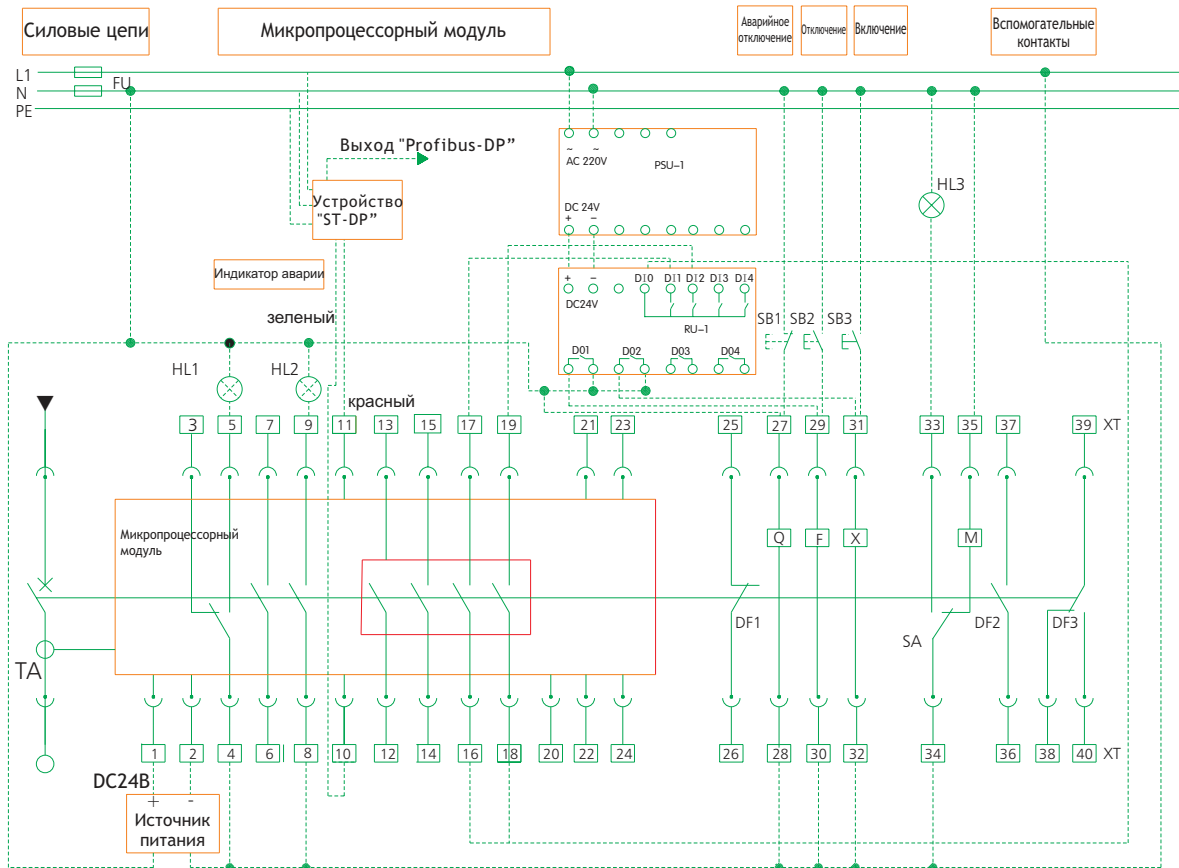 Силовые цепи
Микропроцессорный модуль
Аварийное
отключение
Отключение
Включение
Вспомогательные
контакты
L1
FU
N
PE
Выход "Profibus-DP"
~ ~
AC 220V
PSU-1
DC 24V
+ −
Устройство
"ST-DP"
HL3
Индикатор аварии
+ − DI0 DI1 DI2 DI3 DI4
DC24V
RU-1
зеленый
SB1 SB2 SB3
D01 D02 D03 D04
HL1 HL2
красный
3 5 7 9 11 13 15 17 19 21 23 25 27 29 31 33 35 37 39 XT
Микропроцессорный
модуль
Q F X M
DF1 DF2 DF3
SA
TA
1 2 4 6 8 10 12 14 16 18 20 22 24 26 28 30 32 34 36 38 40 XT
DC24B
+ -
Источник
питания